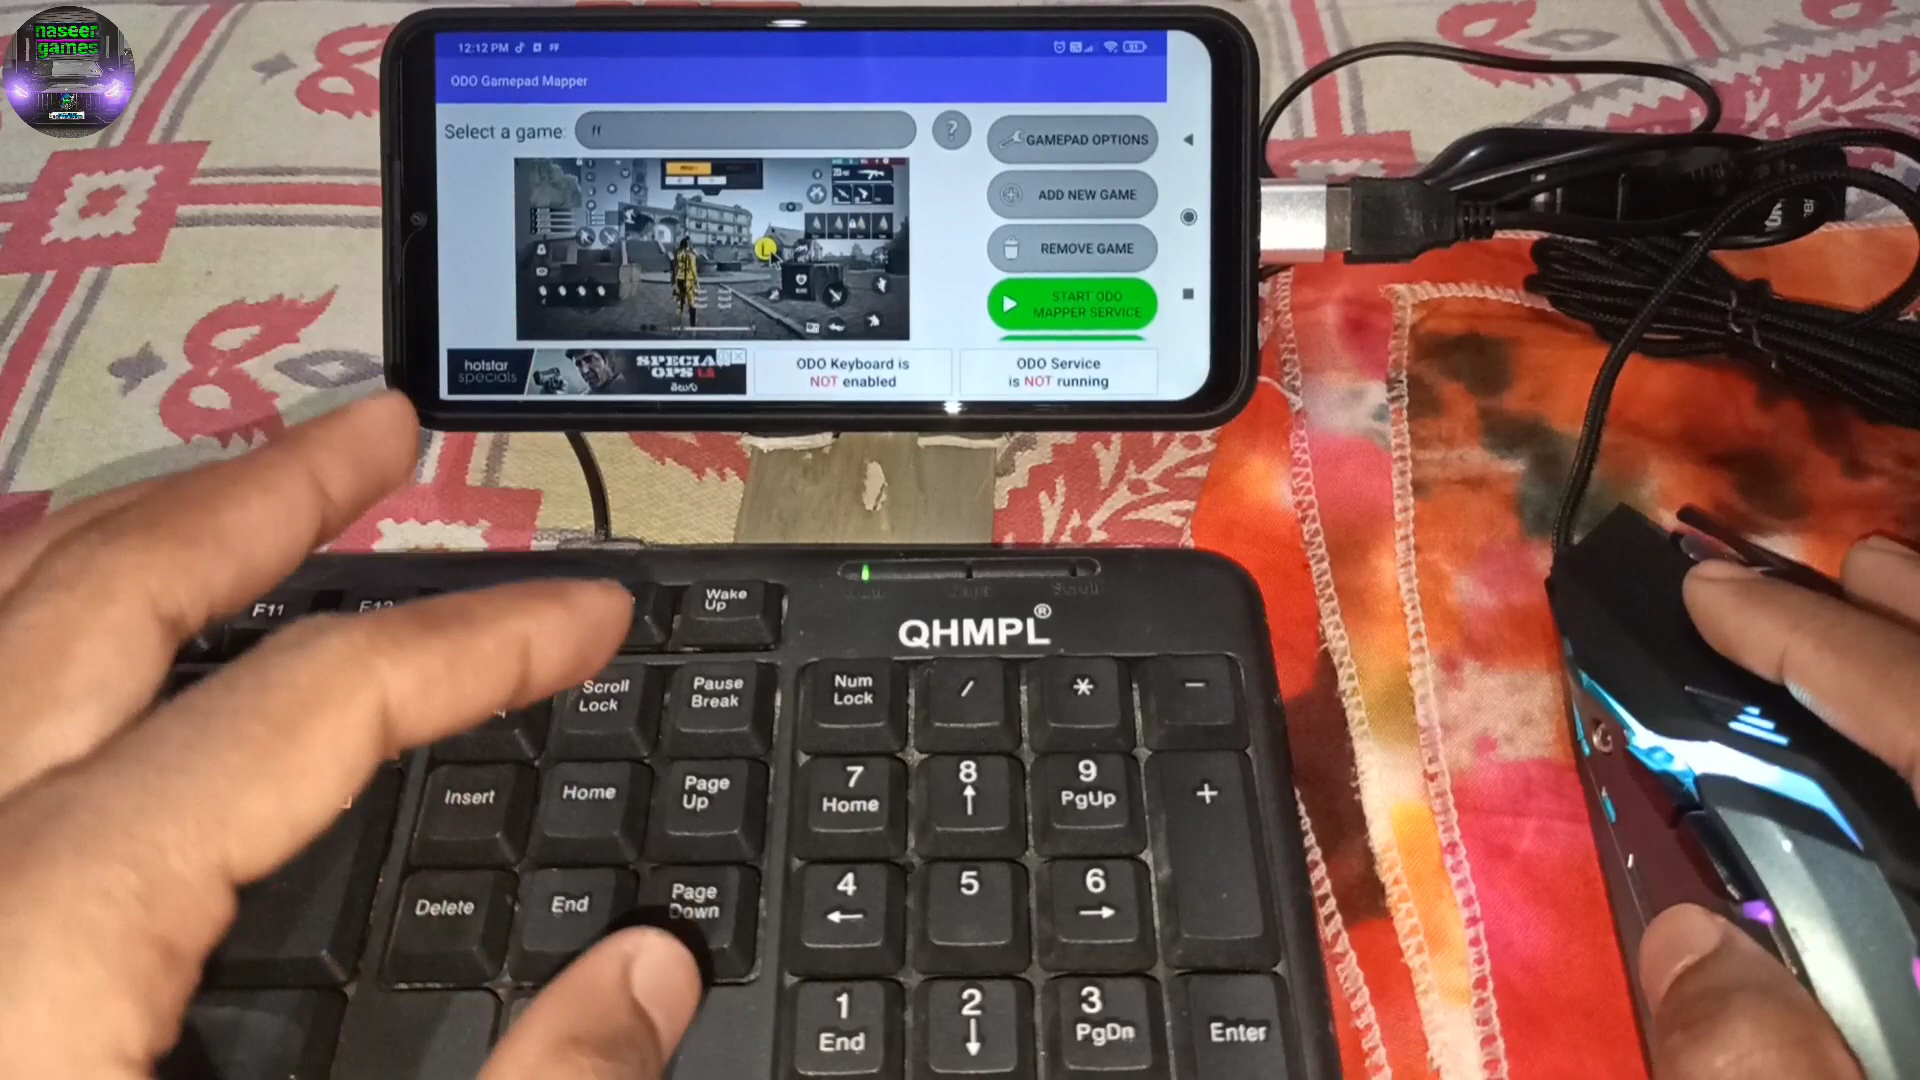 naseer
games
12:12 PM
ODO Gamepad Mapper
Select a game:
ff
?
GAMEPAD OPTIONS
ADD NEW GAME
REMOVE GAME
START ODO
MAPPER SERVICE
hotstar
specials
SPECIAL
OPS
తెలుగు
ODO Keyboard is
NOT enabled
ODO Service
is NOT running
F11
F12
Wake
Up
QHMPL®
Scroll
Lock
Pause
Break
Num
Lock
/
*
-
Insert
Home
Page
Up
7
Home
8
↑
9
PgUp
+
Delete
End
Page
Down
4
←
5
6
→
1
End
2
↓
3
PgDn
Enter